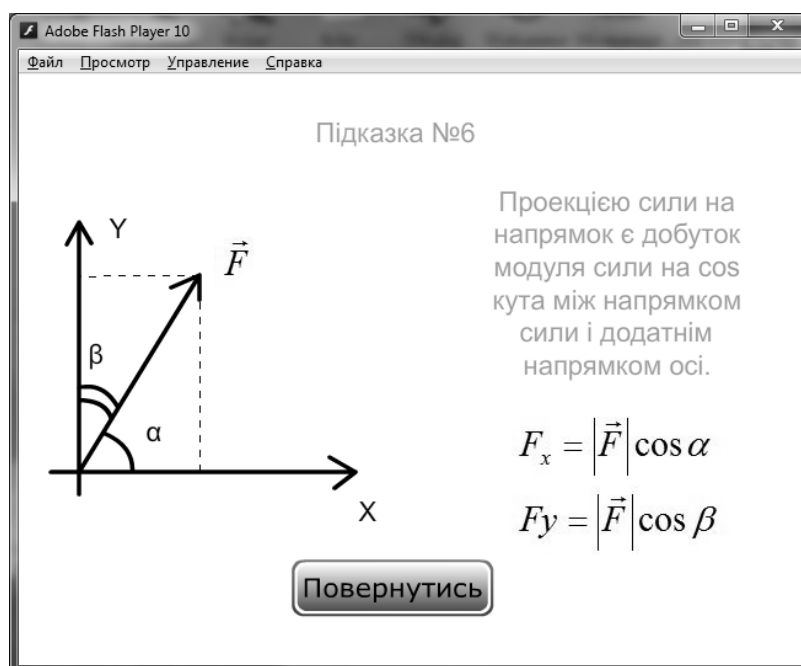 Adobe Flash Player 10
Файл Просмотр Управление Справка
Підказка №6
Проекцією сили на
напрямок є добуток
модуля сили на cos
кута між напрямком
сили і додатнім
напрямком осі.
Y
F⃗
β
α
X
Fₓ = |F⃗| cos α
Fy = |F⃗| cos β
Повернутись